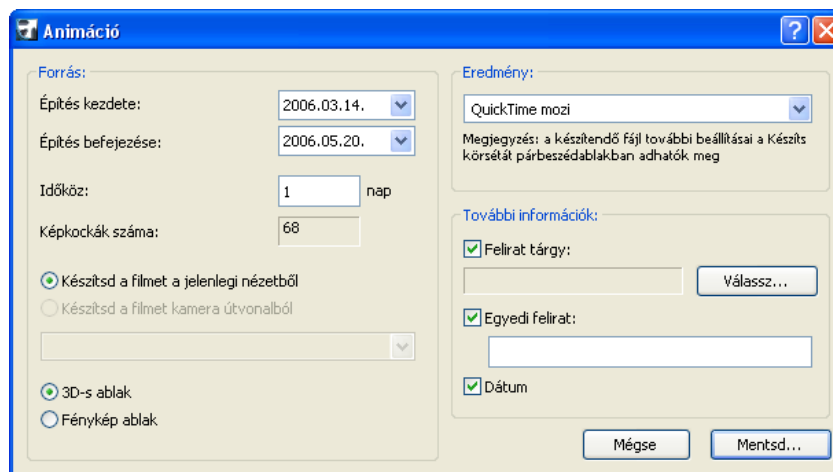 Animáció
Forrás:
Építés kezdete:
2006.03.14.
Építés befejezése:
2006.05.20.
Időköz:
1
nap
Képkockák száma:
68
Készítsd a filmet a jelenlegi nézetből
Készítsd a filmet kamera útvonalból
3D-s ablak
Fénykép ablak
Eredmény:
QuickTime mozi
Megjegyzés: a készítendő fájl további beállításai a Készíts
körsétát párbeszédablakban adhatók meg
További információk:
Felirat tárgy:
Válassz...
Egyedi felirat:
Dátum
Mégse
Mentsd...